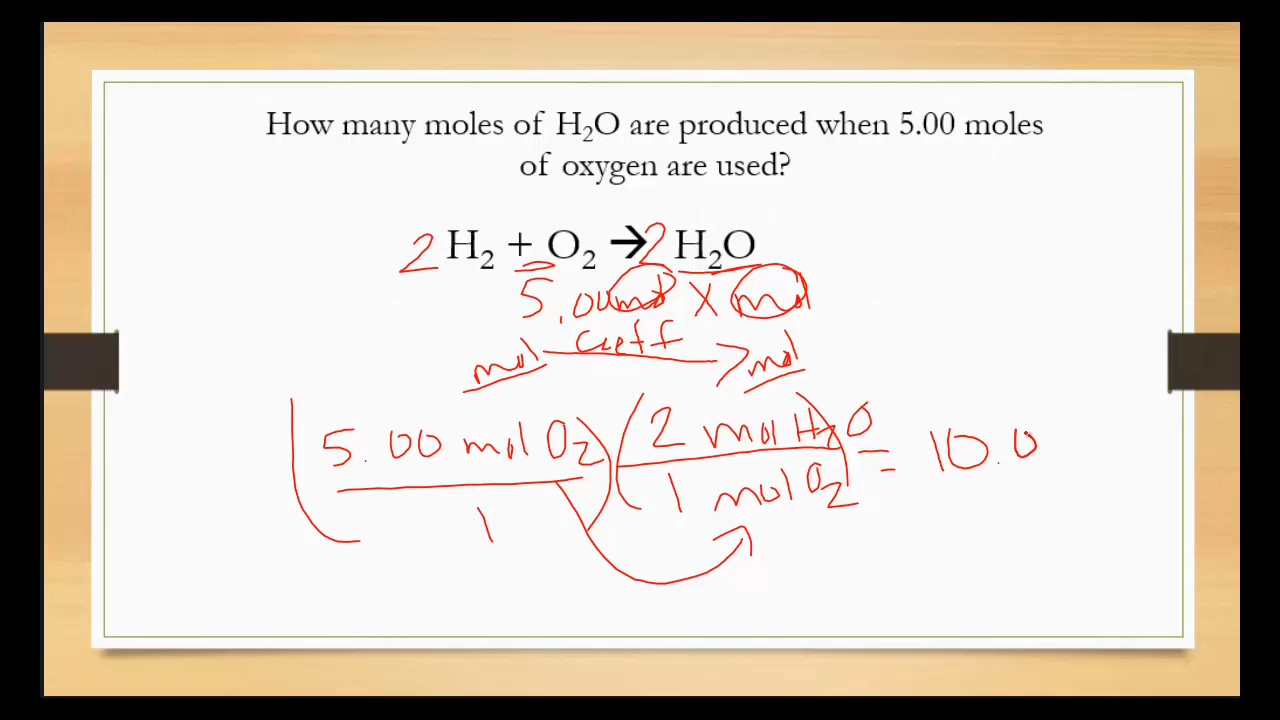 How many moles of H₂O are produced when 5.00 moles
of oxygen are used?
2 H₂ + O₂ → 2 H₂O
5.00 mol X mol
mol coeff > mol
(5.00 mol O₂ / 1) (2 mol H₂O / 1 mol O₂) = 10.0